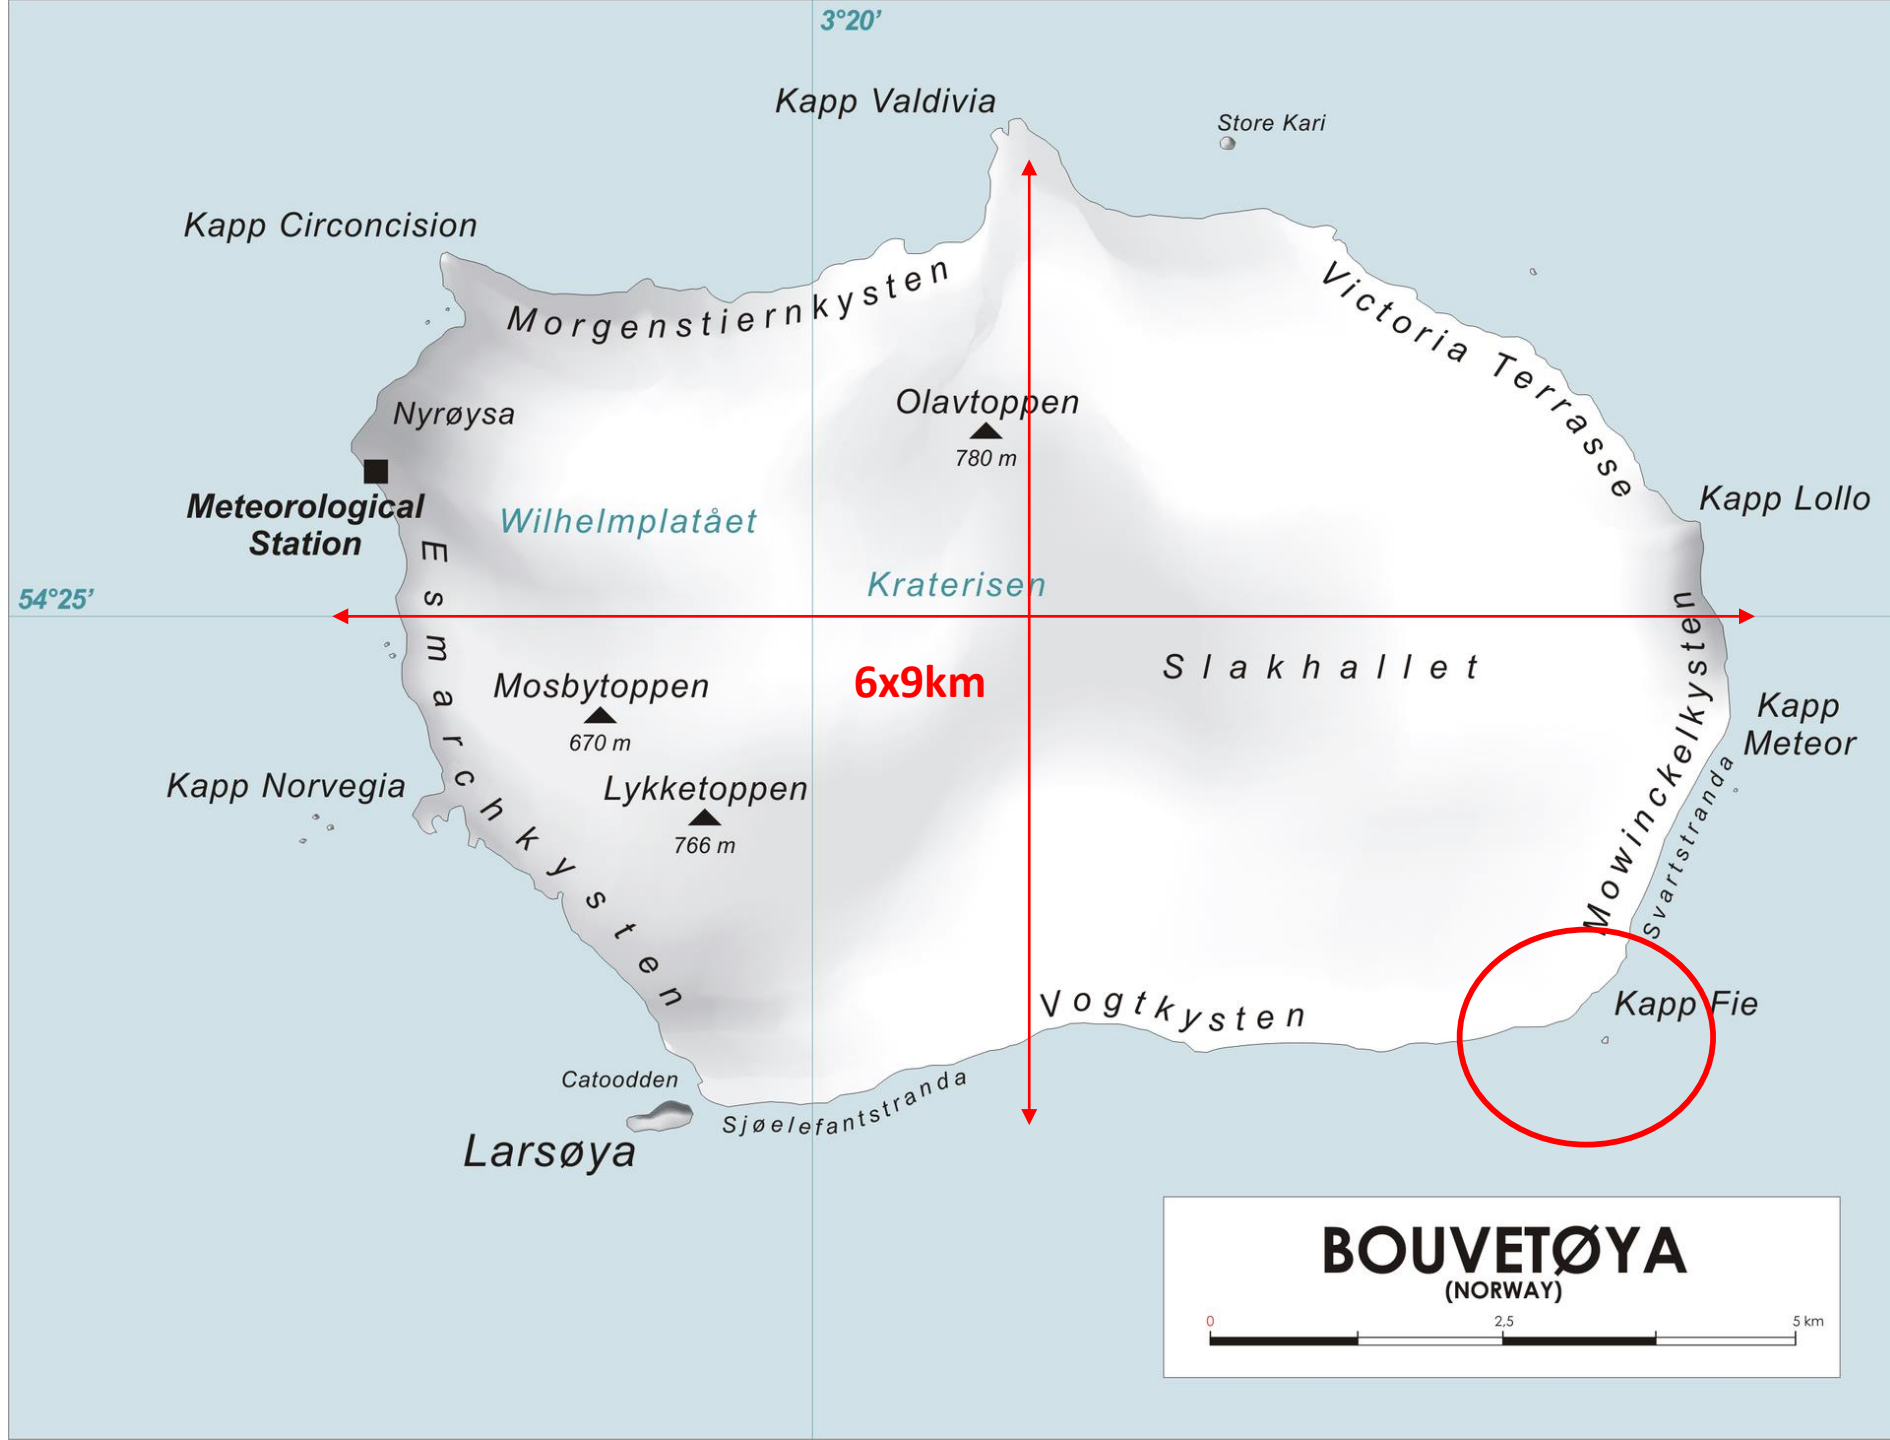 3°20’
Kapp Valdivia
Store Kari
Kapp Circoncision
Morgenstiernkysten
Victoria Terrasse
Olavtoppen
780 m
Nyrøysa
Meteorological
Station
Wilhelmplatået
Kapp Lollo
Kraterisen
54°25’
Esmarchkysten
6x9km
Slakhallet
Mosbytoppen
670 m
Mowinckelkysten
Kapp
Meteor
Kapp Norvegia
Lykketoppen
766 m
Svartstranda
Vogtkysten
Kapp Fie
Catoodden
Sjøelefantstranda
Larsøya
BOUVETØYA
(NORWAY)
0 2,5 5 km